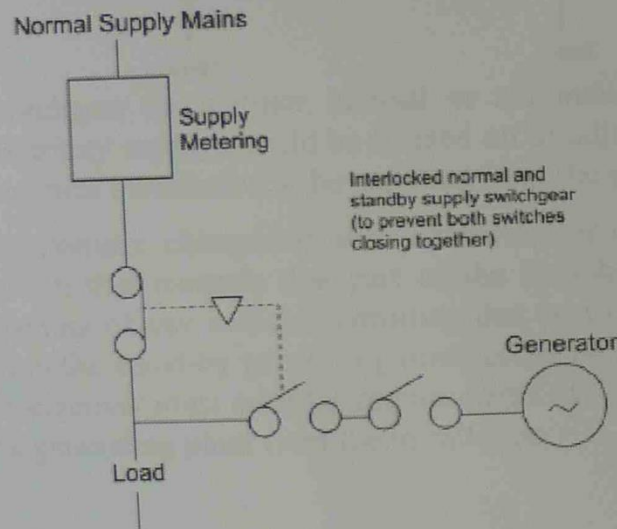 Normal Supply Mains
Supply
Metering
Interlocked normal and
standby supply switchgear
(to prevent both switches
closing together)
Generator
~
Load